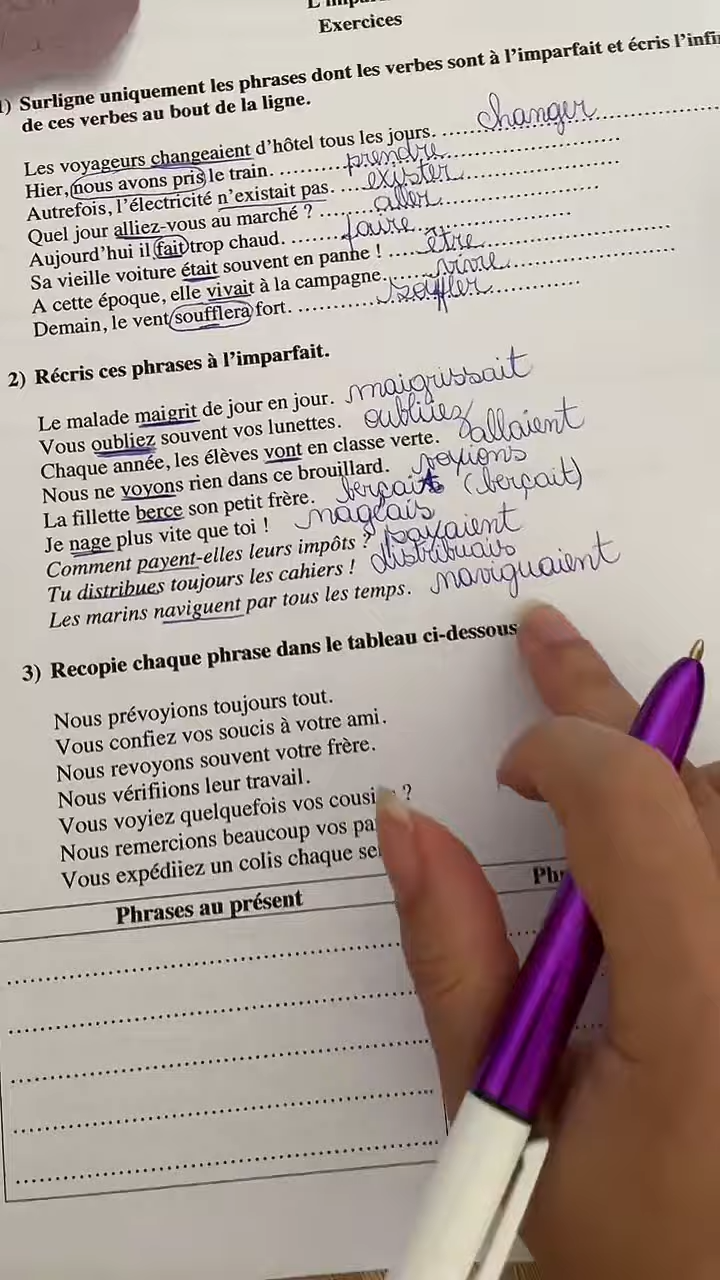 Exercices
1) Surligne uniquement les phrases dont les verbes sont à l'imparfait et écris l'infi
de ces verbes au bout de la ligne.
Les voyageurs changeaient d'hôtel tous les jours. changer
Hier, nous avons pris le train. prendre
Autrefois, l'électricité n'existait pas. exister
Quel jour alliez-vous au marché ? aller
Aujourd'hui il fait trop chaud. faire
Sa vieille voiture était souvent en panne ! être
A cette époque, elle vivait à la campagne. vivre
Demain, le vent soufflera fort. souffler
2) Récris ces phrases à l'imparfait.
Le malade maigrit de jour en jour. maigrissait
Vous oubliez souvent vos lunettes. oubliiez
Chaque année, les élèves vont en classe verte. allaient
Nous ne voyons rien dans ce brouillard. voyions
La fillette berce son petit frère. berçait (berçait)
Je nage plus vite que toi ! nageais
Comment payent-elles leurs impôts ? payaient
Tu distribues toujours les cahiers ! distribuais
Les marins naviguent par tous les temps. naviguaient
3) Recopie chaque phrase dans le tableau ci-dessous
Nous prévoyions toujours tout.
Vous confiez vos soucis à votre ami.
Nous revoyons souvent votre frère.
Nous vérifiions leur travail.
Vous voyiez quelquefois vos cousi ?
Nous remercions beaucoup vos pa
Vous expédiiez un colis chaque se
Phrases au présent Phr